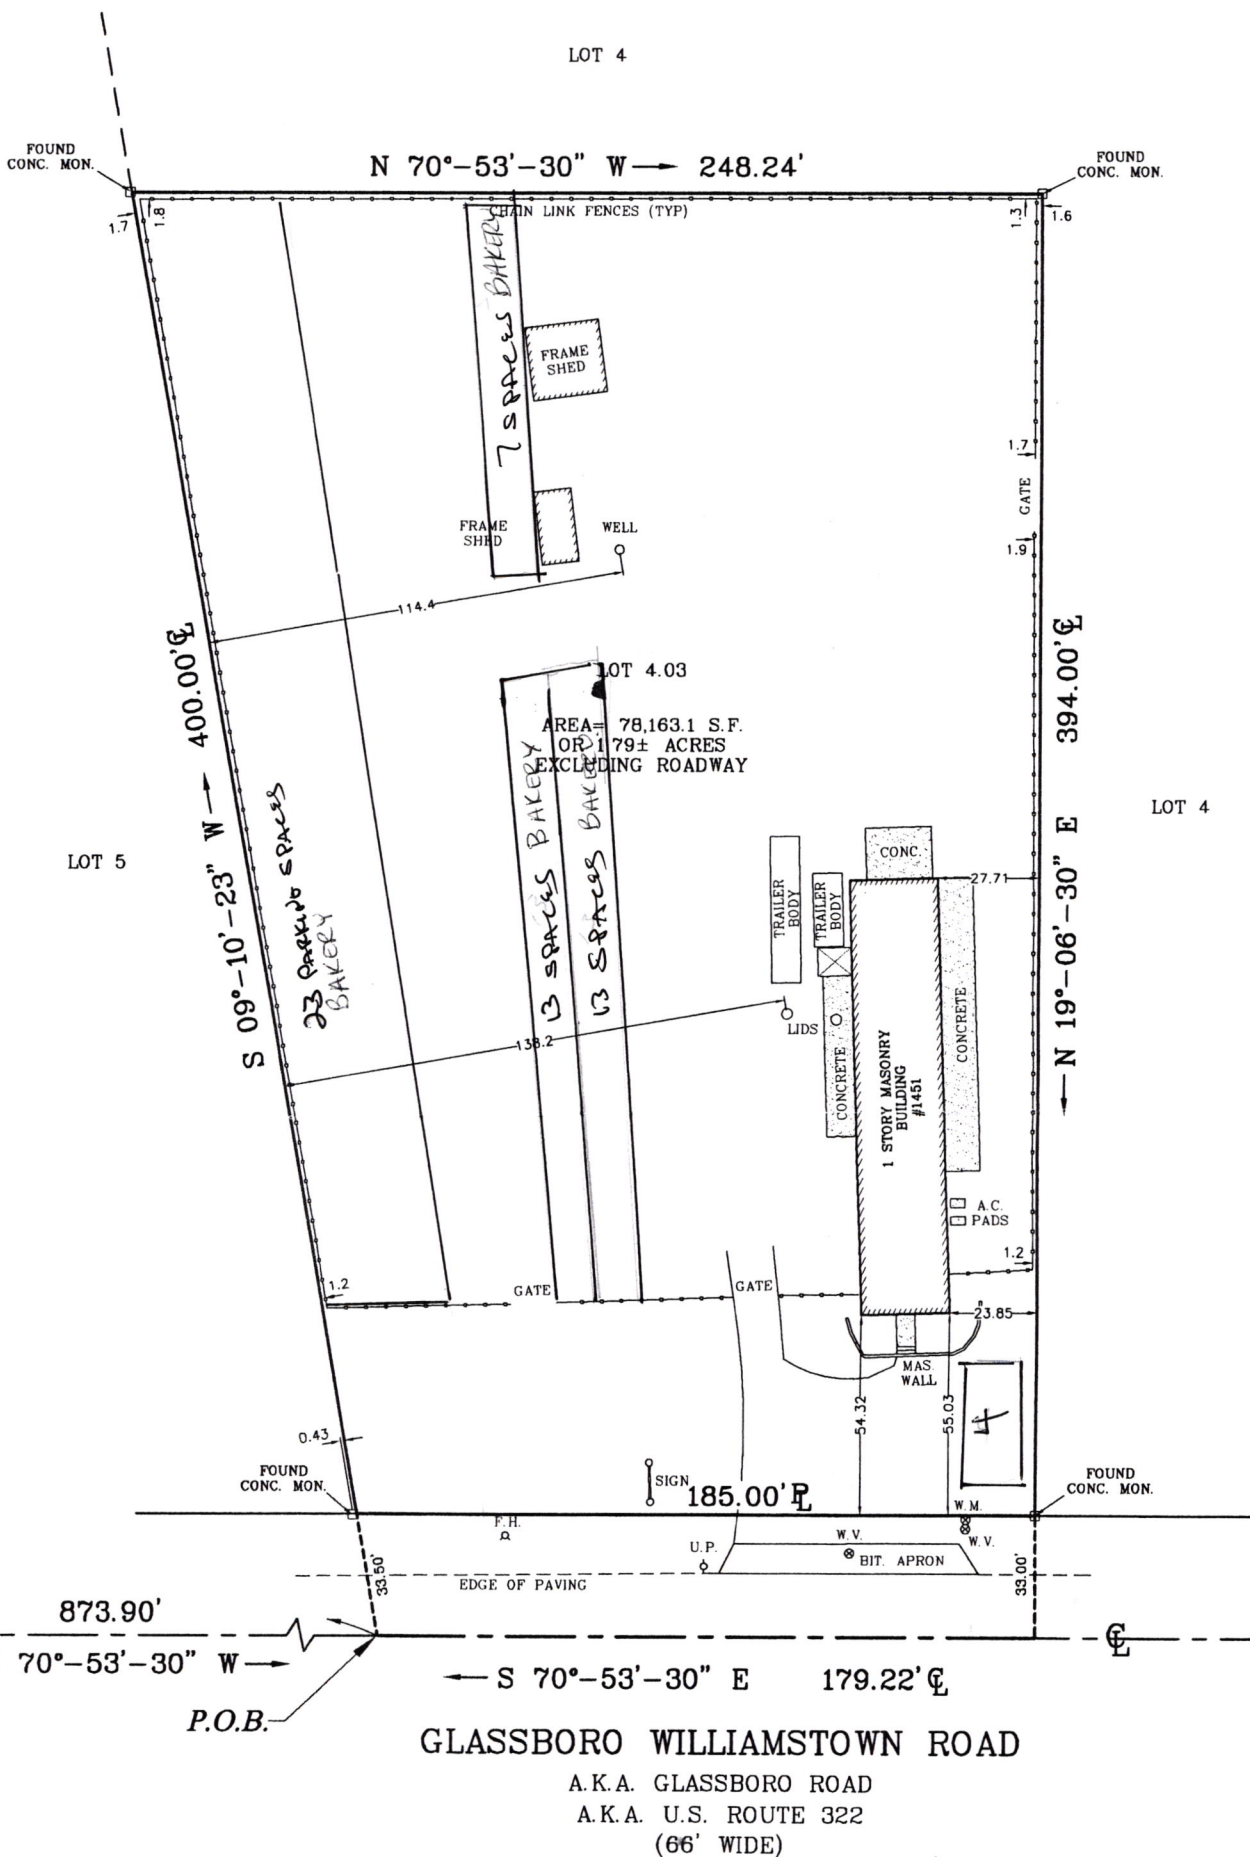 LOT 4
FOUND
CONC. MON.
N 70°-53'-30" W → 248.24'
FOUND
CONC. MON.
CHAIN LINK FENCES (TYP)
1.7
1.8
1.3
1.6
7 SPACES BAKERY
FRAME
SHED
1.7
GATE
1.9
FRAME
SHED
WELL
114.4
S 09°-10'-23" W → 400.00' ℄
← N 19°-06'-30" E 394.00' ℄
LOT 4.03
AREA= 78,163.1 S.F.
OR 1.79± ACRES
EXCLUDING ROADWAY
LOT 5
LOT 4
23 PARKING SPACES
BAKERY
13 SPACES BAKERY
13 SPACES BAKERY
TRAILER
BODY
TRAILER
BODY
CONC.
27.71
138.2
LIDS
CONCRETE
1 STORY MASONRY
BUILDING
#1451
CONCRETE
A.C.
PADS
1.2
1.2
GATE
GATE
23.85
MAS.
WALL
54.32
55.03
4
0.43
FOUND
CONC. MON.
SIGN
185.00' ⅊
FOUND
CONC. MON.
F.H.
W.M.
W.V.
W.V.
U.P.
BIT. APRON
33.50'
EDGE OF PAVING
33.00'
873.90'
70°-53'-30" W →
℄
← S 70°-53'-30" E 179.22' ℄
P.O.B.
GLASSBORO WILLIAMSTOWN ROAD
A.K.A. GLASSBORO ROAD
A.K.A. U.S. ROUTE 322
(66' WIDE)